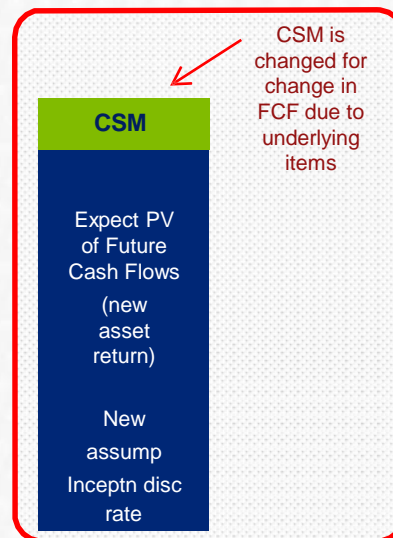 CSM is
changed for
change in
FCF due to
underlying
items
CSM
Expect PV
of Future
Cash Flows
(new
asset
return)
New
assump
Inceptn disc
rate